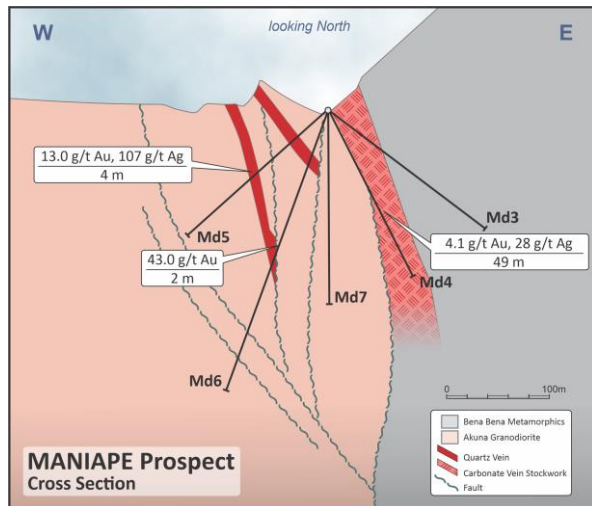 W
looking North
E
13.0 g/t Au, 107 g/t Ag
4 m
Md3
Md5
4.1 g/t Au, 28 g/t Ag
49 m
43.0 g/t Au
2 m
Md4
Md7
Md6
0
100m
Bena Bena Metamorphics
Akuna Granodiorite
Quartz Vein
Carbonate Vein Stockwork
Fault
MANIAPE Prospect
Cross Section